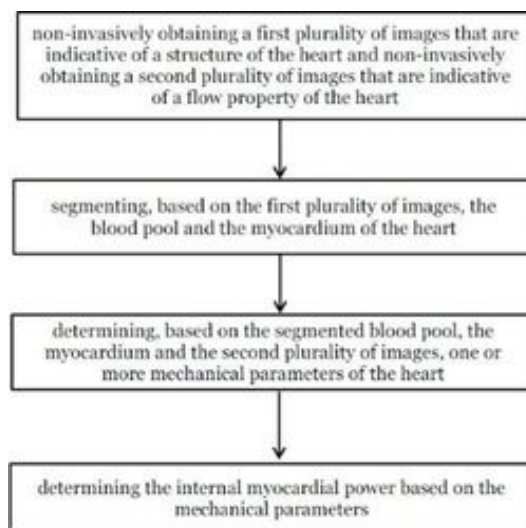 non-invasively obtaining a first plurality of images that are
indicative of a structure of the heart and non-invasively
obtaining a second plurality of images that are indicative
of a flow property of the heart
segmenting, based on the first plurality of images, the
blood pool and the myocardium of the heart
determining, based on the segmented blood pool, the
myocardium and the second plurality of images, one or
more mechanical parameters of the heart
determining the internal myocardial power based on the
mechanical parameters